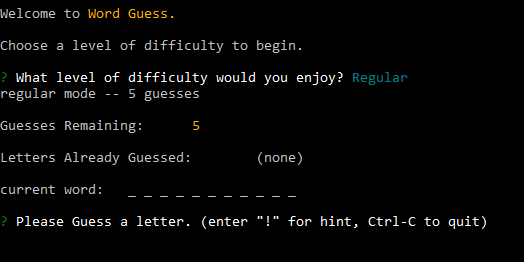 Welcome to Word Guess.
Choose a level of difficulty to begin.
? What level of difficulty would you enjoy? Regular
regular mode -- 5 guesses
Guesses Remaining: 5
Letters Already Guessed: (none)
current word: _ _ _ _ _ _ _ _ _ _ _
? Please Guess a letter. (enter "!" for hint, Ctrl-C to quit)